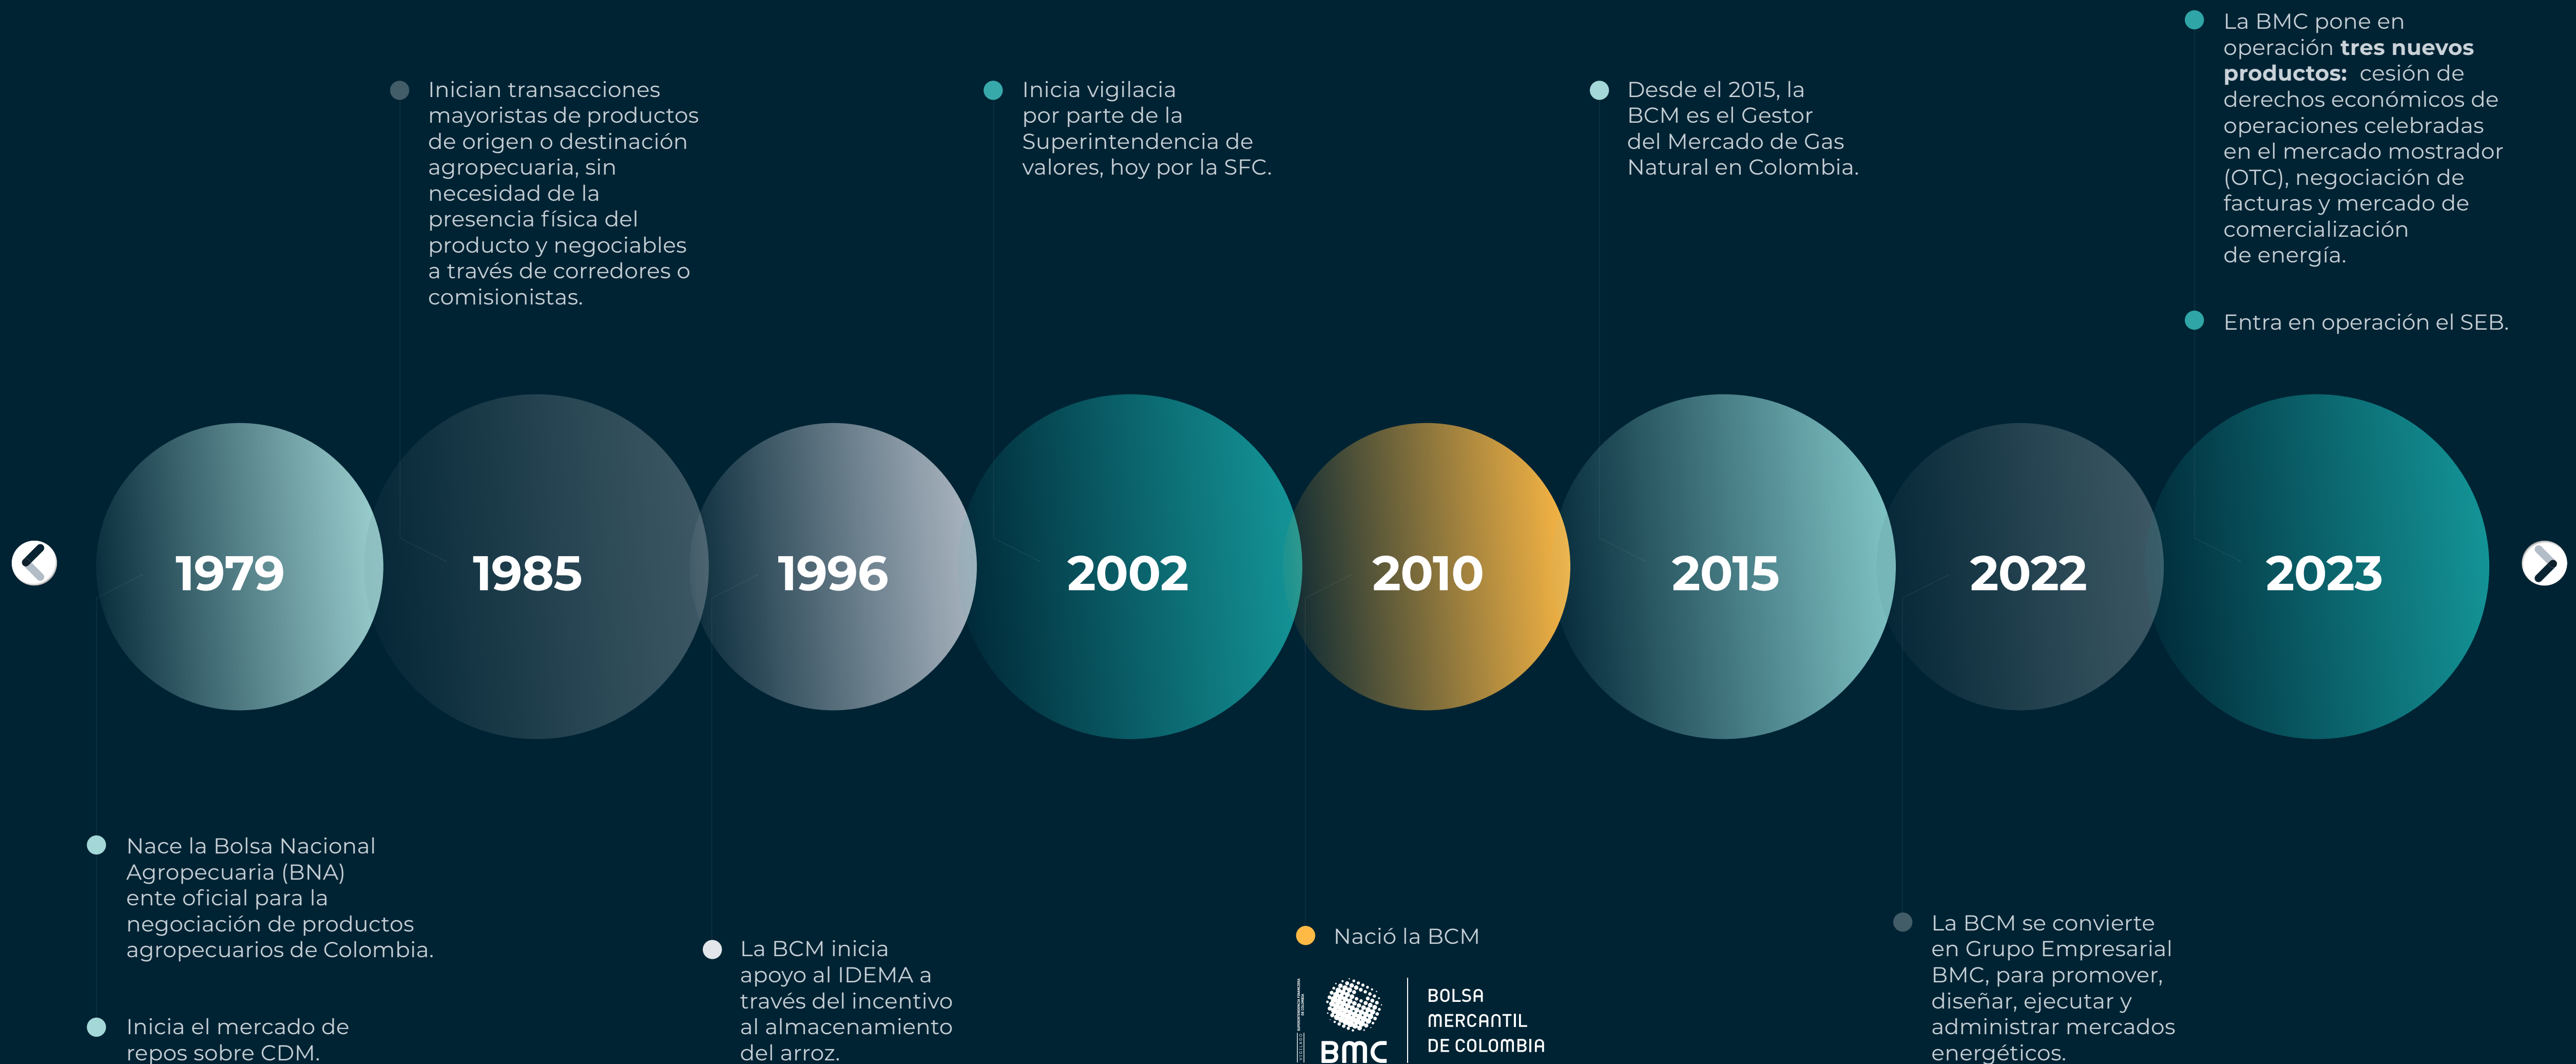 La BMC pone en
operación tres nuevos
productos: cesión de
derechos económicos de
operaciones celebradas
en el mercado mostrador
(OTC), negociación de
facturas y mercado de
comercialización
de energía.
Entra en operación el SEB.
Inician transacciones
mayoristas de productos
de origen o destinación
agropecuaria, sin
necesidad de la
presencia física del
producto y negociables
a través de corredores o
comisionistas.
Inicia vigilacia
por parte de la
Superintendencia de
valores, hoy por la SFC.
Desde el 2015, la
BCM es el Gestor
del Mercado de Gas
Natural en Colombia.
1979
1985
1996
2002
2010
2015
2022
2023
Nace la Bolsa Nacional
Agropecuaria (BNA)
ente oficial para la
negociación de productos
agropecuarios de Colombia.
Inicia el mercado de
repos sobre CDM.
La BCM inicia
apoyo al IDEMA a
través del incentivo
al almacenamiento
del arroz.
Nació la BCM
VIGILADO SUPERINTENDENCIA FINANCIERA
DE COLOMBIA
BMC
BOLSA
MERCANTIL
DE COLOMBIA
La BCM se convierte
en Grupo Empresarial
BMC, para promover,
diseñar, ejecutar y
administrar mercados
energéticos.